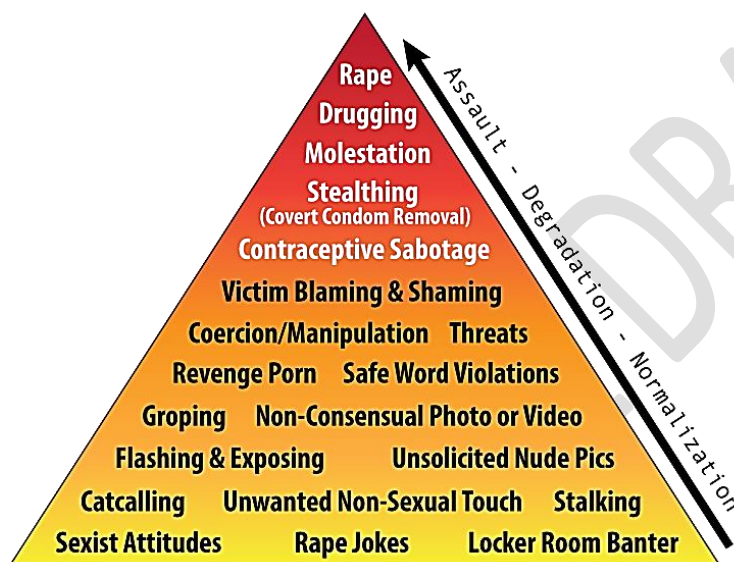 Rape
Drugging
Molestation
Stealthing
(Covert Condom Removal)
Contraceptive Sabotage
Victim Blaming & Shaming
Coercion/Manipulation Threats
Revenge Porn Safe Word Violations
Groping Non-Consensual Photo or Video
Flashing & Exposing Unsolicited Nude Pics
Catcalling Unwanted Non-Sexual Touch Stalking
Sexist Attitudes Rape Jokes Locker Room Banter
Assault - Degradation - Normalization